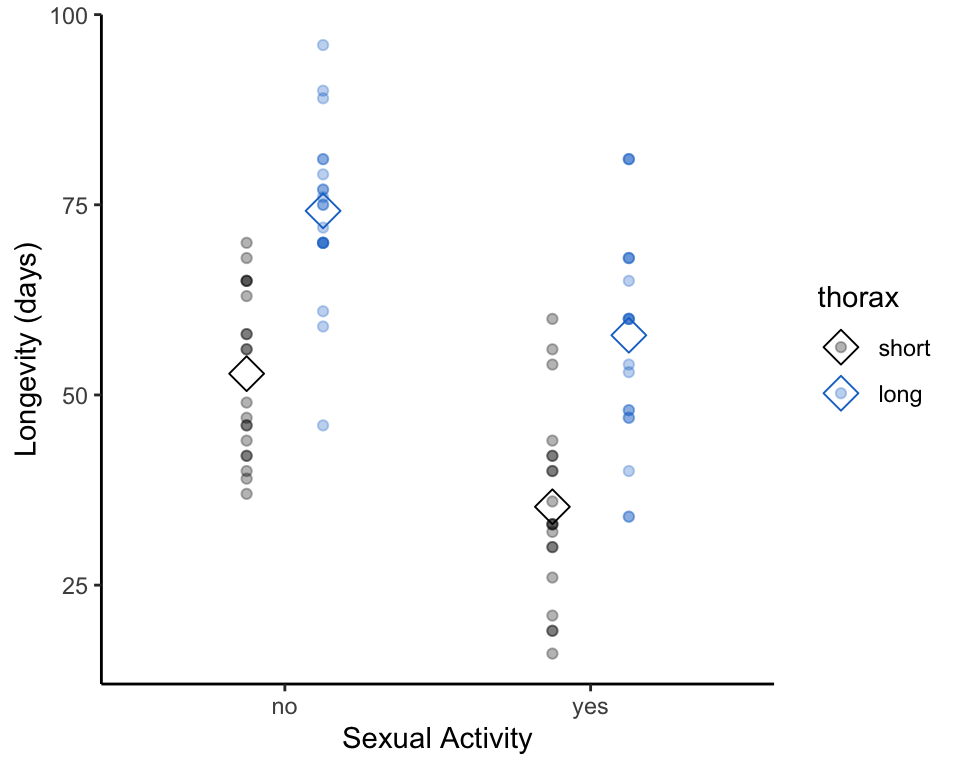 100
75
50
25
Longevity (days)
no
yes
Sexual Activity
thorax
short
long